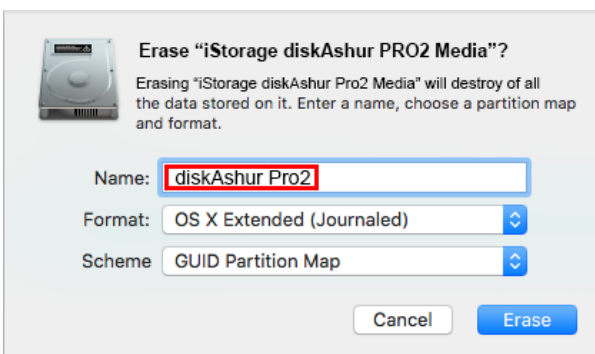 Erase “iStorage diskAshur PRO2 Media”?
Erasing “iStorage diskAshur Pro2 Media” will destroy of all
the data stored on it. Enter a name, choose a partition map
and format.
Name: diskAshur Pro2
Format: OS X Extended (Journaled)
Scheme GUID Partition Map
Cancel Erase